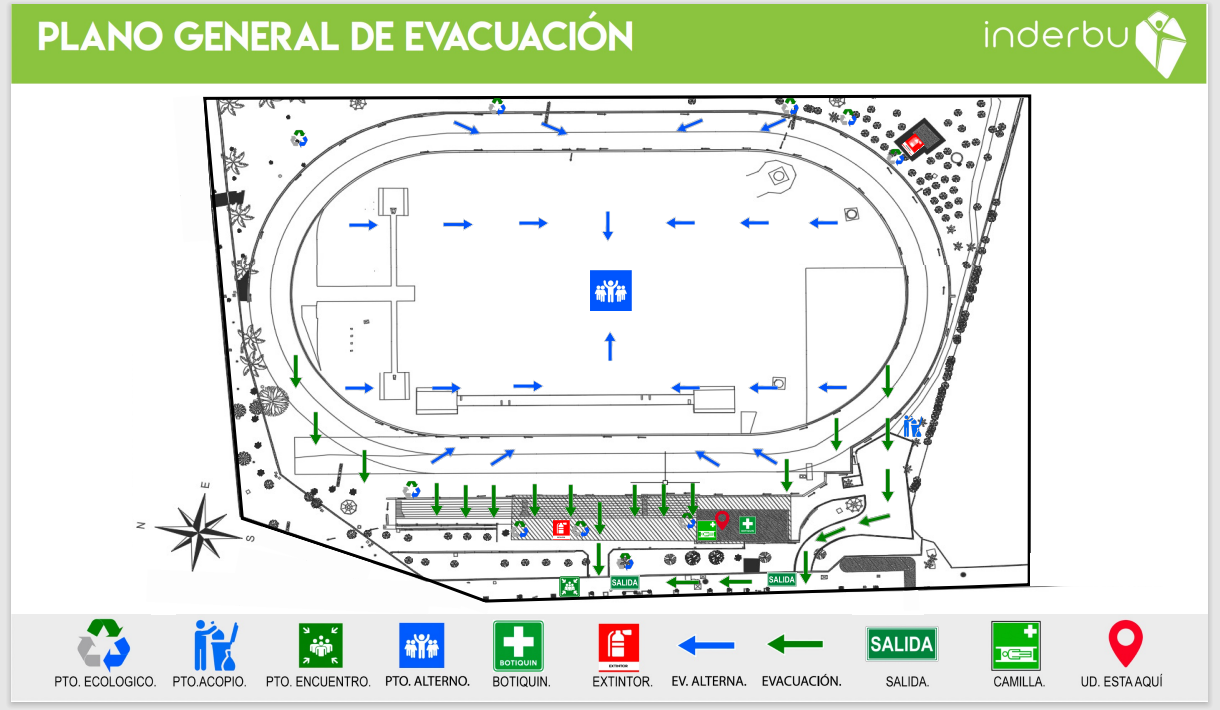 PLANO GENERAL DE EVACUACIÓN
inderbu
E
N
S
SALIDA
SALIDA
BOTIQUIN
EXTINTOR
SALIDA
PTO. ECOLOGICO.
PTO.ACOPIO.
PTO. ENCUENTRO.
PTO. ALTERNO.
BOTIQUIN.
EXTINTOR.
EV. ALTERNA.
EVACUACIÓN.
SALIDA.
CAMILLA.
UD. ESTA AQUÍ